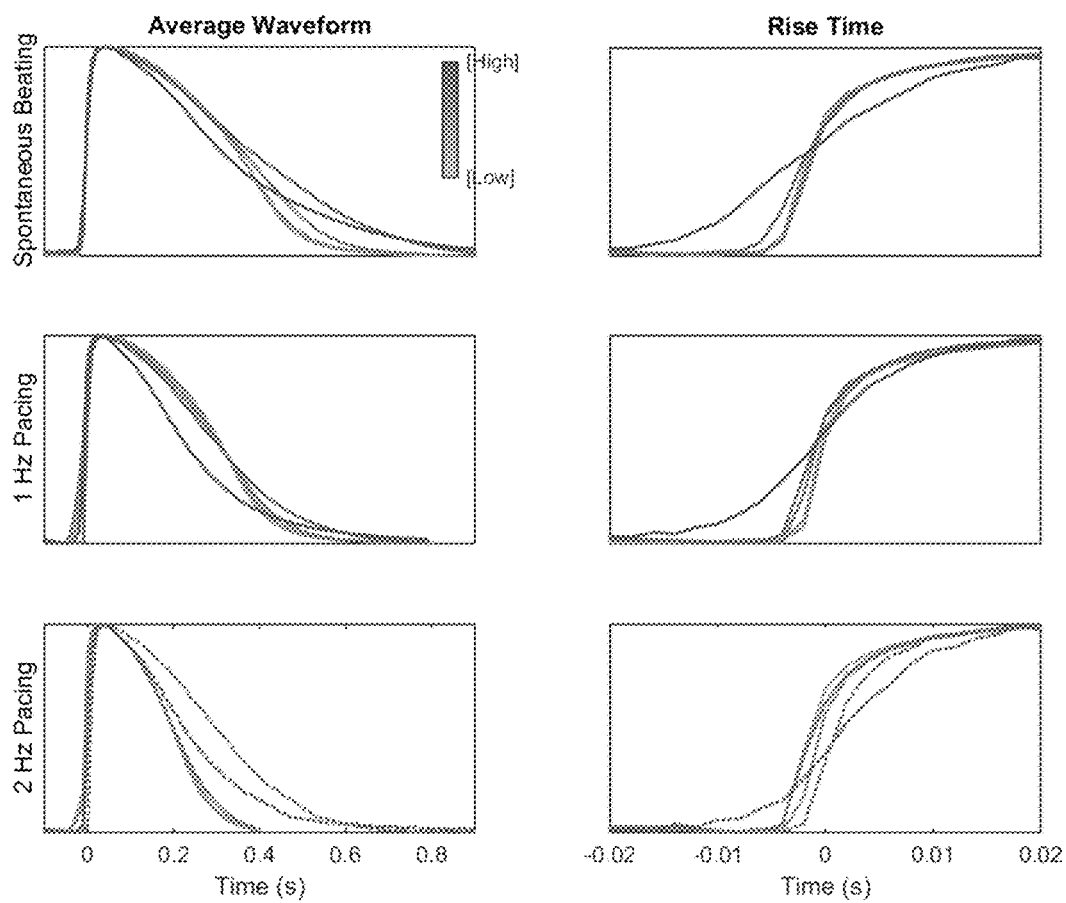 Average Waveform
Rise Time
Spontaneous Beating
[High]
[Low]
1 Hz Pacing
2 Hz Pacing
0 0.2 0.4 0.6 0.8
-0.02 -0.01 0 0.01 0.02
Time (s)
Time (s)